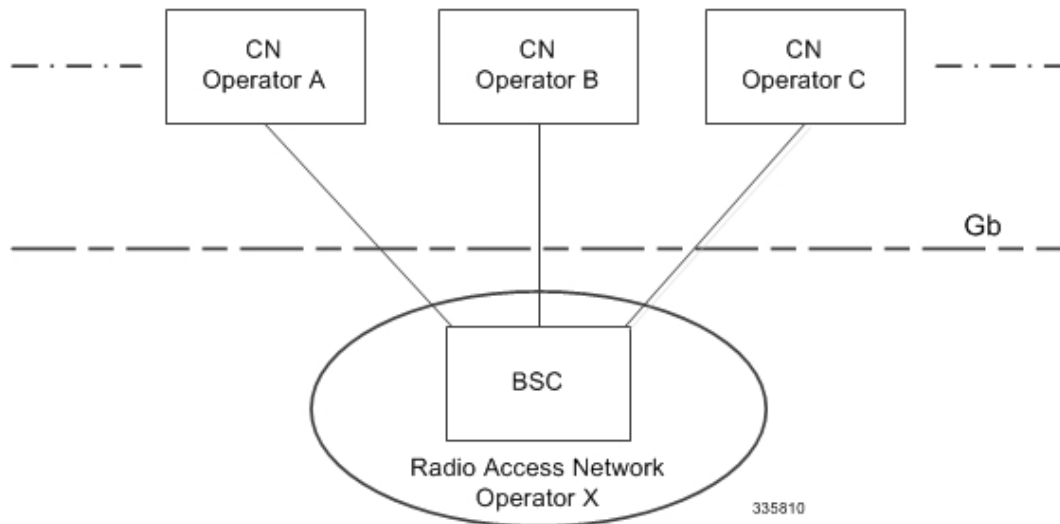 CN
Operator A
CN
Operator B
CN
Operator C
Gb
BSC
Radio Access Network
Operator X
335810